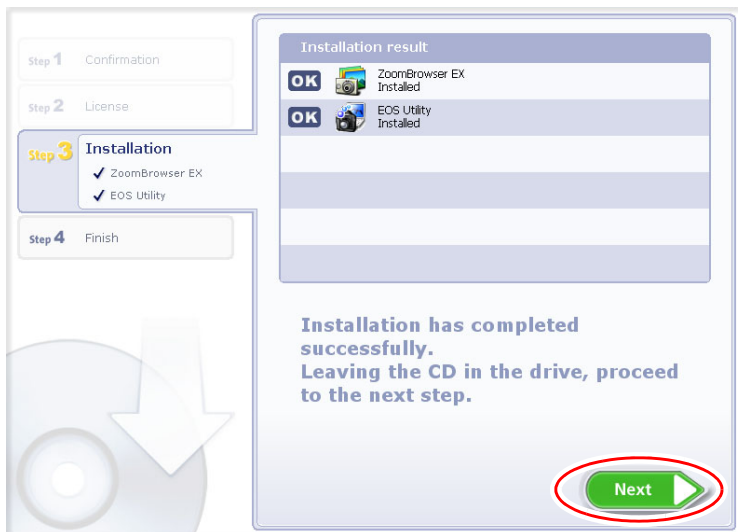 Step 1 Confirmation
Step 2 License
Step 3 Installation
ZoomBrowser EX
EOS Utility
Step 4 Finish
Installation result
OK ZoomBrowser EX
Installed
OK EOS Utility
Installed
Installation has completed
successfully.
Leaving the CD in the drive, proceed
to the next step.
Next